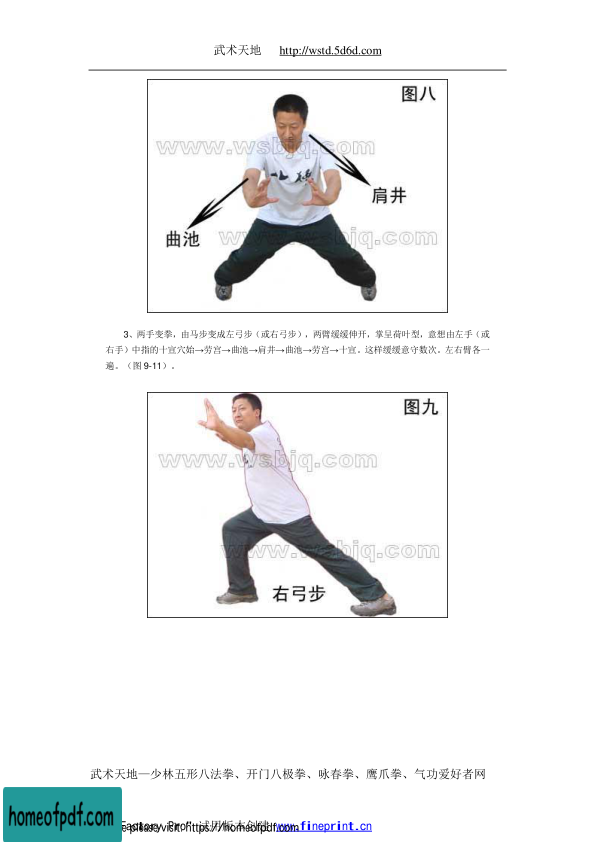 武术天地 http://wstd.5d6d.com
图八
www.wsbjq.com
肩井
曲池
www.wsbjq.com
3。两手变拳，由马步变成左弓步（或右弓步），两臂缓缓伸开，掌呈荷叶型，意想由左手（或
右手）中指的十宣穴始→劳宫→曲池→肩井→曲池→劳宫→十宣。这样缓缓意守数次。左右臂各一
遍。（图 9-11）。
图九
www.wsbjq.com
www.wsbjq.com
右弓步
武术天地—少林五形八法拳、开门八极拳、咏春拳、鹰爪拳、气功爱好者网
homeofpdf.com
Factory Pro" 试用版本创建 www.fineprint.cn
please visit: https://homeofpdf.com